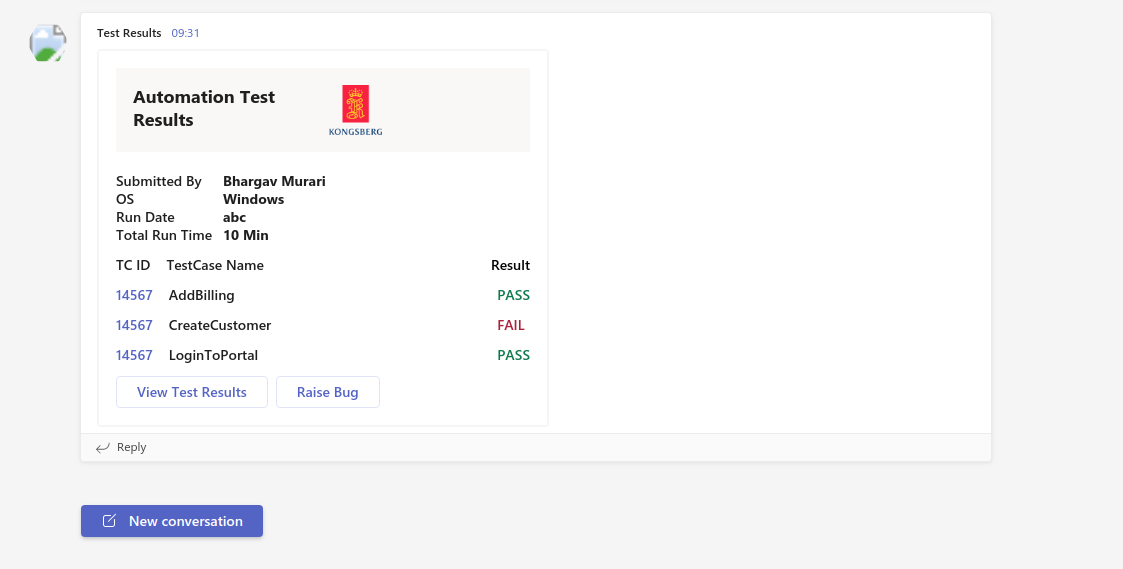 Test Results 09:31
Automation Test
Results
KONGSBERG
Submitted By Bhargav Murari
OS Windows
Run Date abc
Total Run Time 10 Min
TC ID TestCase Name Result
14567 AddBilling PASS
14567 CreateCustomer FAIL
14567 LoginToPortal PASS
View Test Results Raise Bug
Reply
New conversation